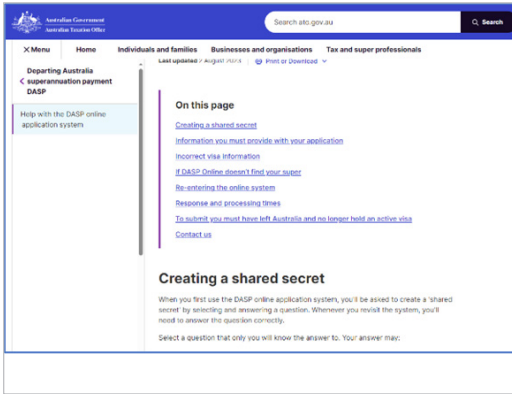 Australian Government
Australian Taxation Office
Search ato.gov.au
Search
Menu
Home
Individuals and families
Businesses and organisations
Tax and super professionals
Departing Australia
superannuation payment
DASP
Help with the DASP online
application system
Last updated 2 August 2023
Print or Download
On this page
Creating a shared secret
Information you must provide with your application
Incorrect visa information
If DASP Online doesn't find your super
Re-entering the online system
Response and processing times
To submit you must have left Australia and no longer hold an active visa
Contact us
Creating a shared secret
When you first use the DASP online application system, you'll be asked to create a 'shared
secret' by selecting and answering a question. Whenever you revisit the system, you'll
need to answer the question correctly.
Select a question that only you will know the answer to. Your answer may: